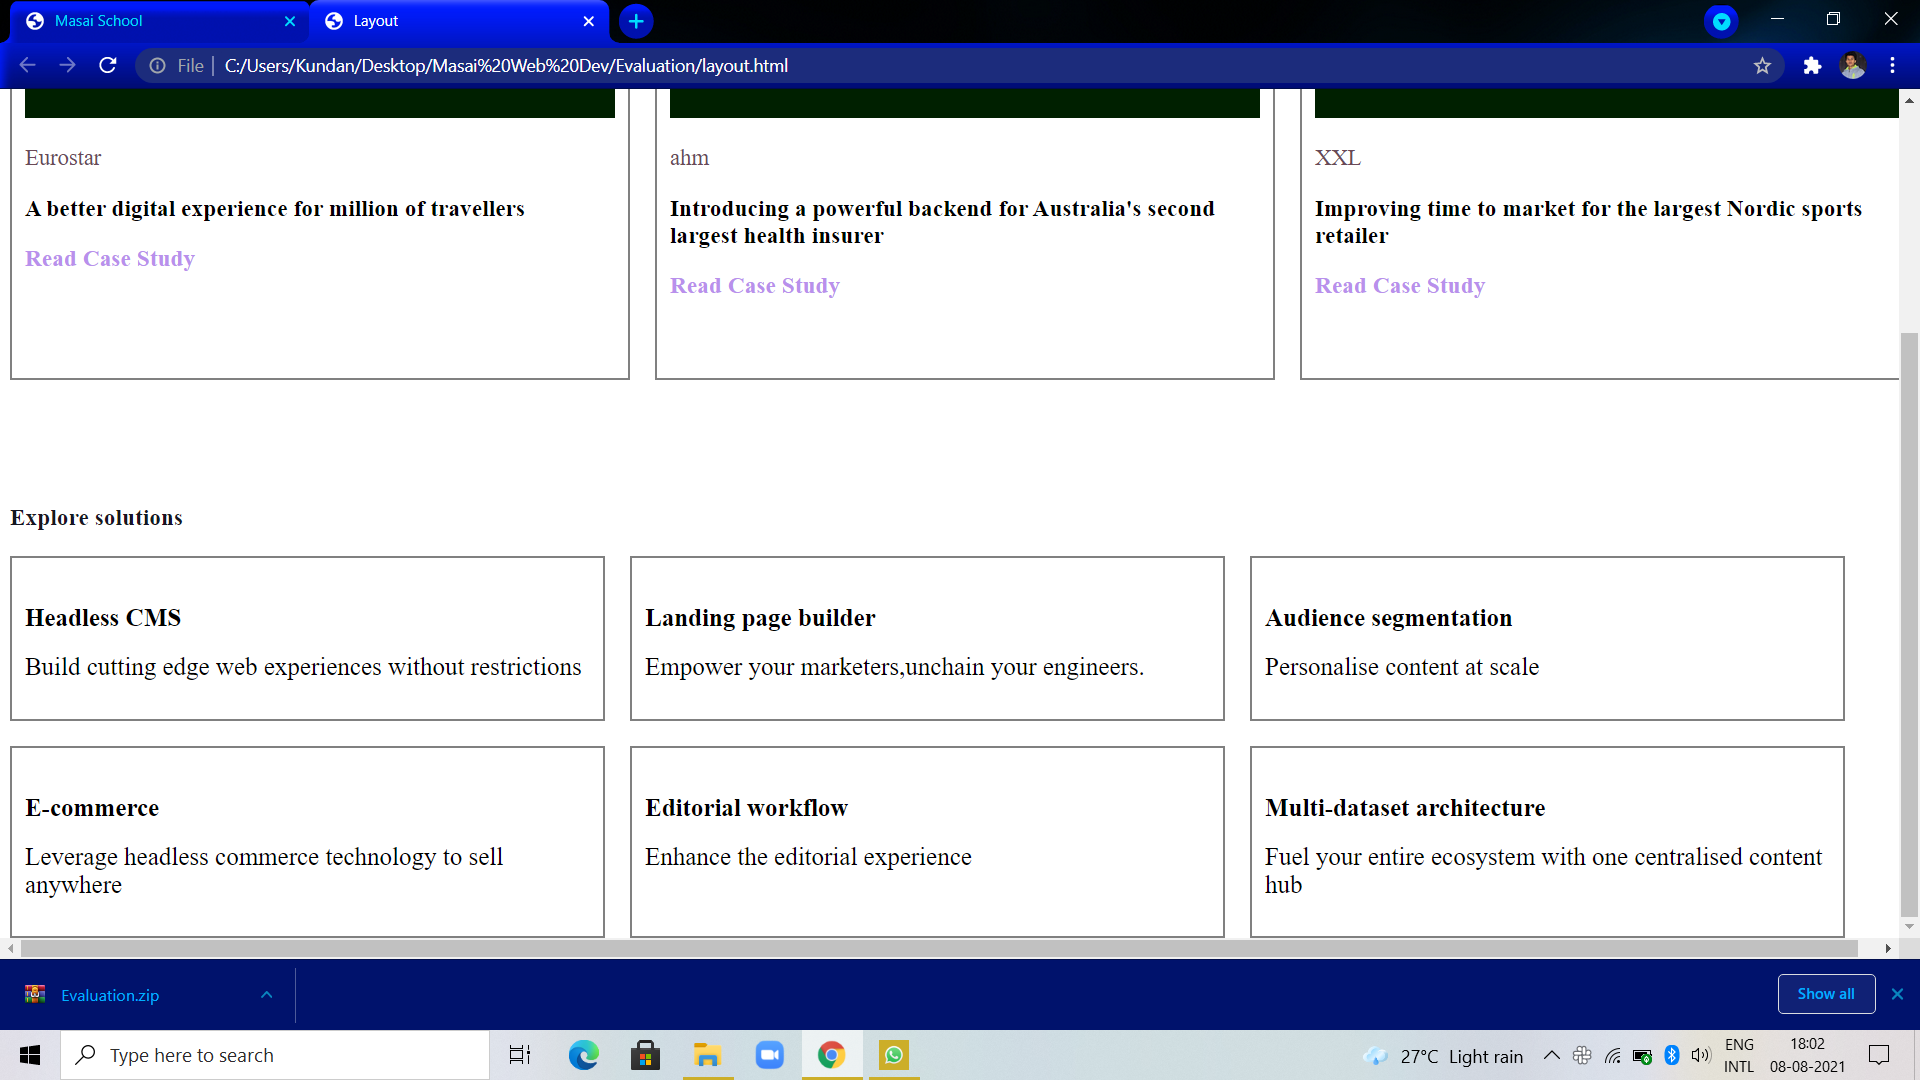 Masai School
Layout
File
C:/Users/Kundan/Desktop/Masai%20Web%20Dev/Evaluation/layout.html
Eurostar
A better digital experience for million of travellers
Read Case Study
ahm
Introducing a powerful backend for Australia's second
largest health insurer
Read Case Study
XXL
Improving time to market for the largest Nordic sports
retailer
Read Case Study
Explore solutions
Headless CMS
Build cutting edge web experiences without restrictions
Landing page builder
Empower your marketers,unchain your engineers.
Audience segmentation
Personalise content at scale
E-commerce
Leverage headless commerce technology to sell
anywhere
Editorial workflow
Enhance the editorial experience
Multi-dataset architecture
Fuel your entire ecosystem with one centralised content
hub
Evaluation.zip
Show all
Type here to search
27°C Light rain
ENG
INTL
18:02
08-08-2021